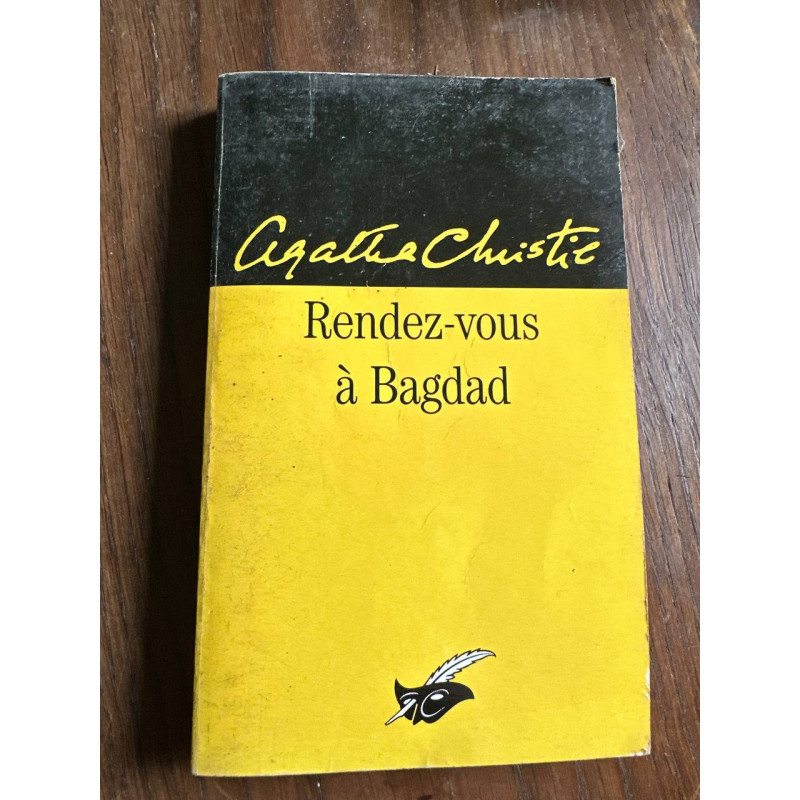 Agatha Christie
Rendez-vous
à Bagdad